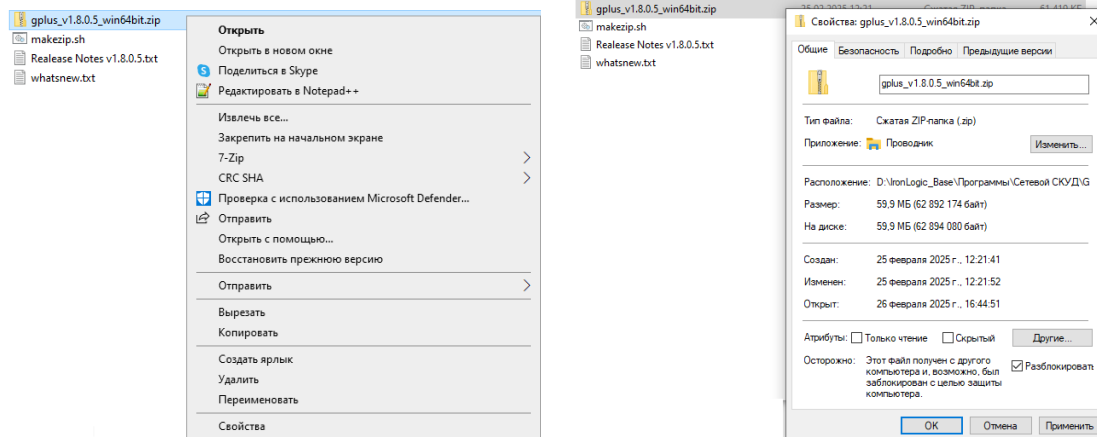 gplus_v1.8.0.5_win64bit.zip
makezip.sh
Realease Notes v1.8.0.5.txt
whatsnew.txt
Открыть
Открыть в новом окне
Поделиться в Skype
Редактировать в Notepad++
Извлечь все...
Закрепить на начальном экране
7-Zip
CRC SHA
Проверка с использованием Microsoft Defender...
Отправить
Открыть с помощью...
Восстановить прежнюю версию
Отправить
Вырезать
Копировать
Создать ярлык
Удалить
Переименовать
Свойства
gplus_v1.8.0.5_win64bit.zip
makezip.sh
Realease Notes v1.8.0.5.txt
whatsnew.txt
Свойства: gplus_v1.8.0.5_win64bit.zip
Общие Безопасность Подробно Предыдущие версии
gplus_v1.8.0.5_win64bit.zip
Тип файла: Сжатая ZIP-папка (.zip)
Приложение: Проводник Изменить...
Расположение: D:\IronLogic_Base\Программы\Сетевой СКУД\G
Размер: 59,9 МБ (62 892 174 байт)
На диске: 59,9 МБ (62 894 080 байт)
Создан: 25 февраля 2025 г., 12:21:41
Изменен: 25 февраля 2025 г., 12:21:52
Открыт: 26 февраля 2025 г., 16:44:51
Атрибуты: Только чтение Скрытый Другие...
Осторожно: Этот файл получен с другого
компьютера и, возможно, был Разблокировать
заблокирован с целью защиты
компьютера.
OK Отмена Применить